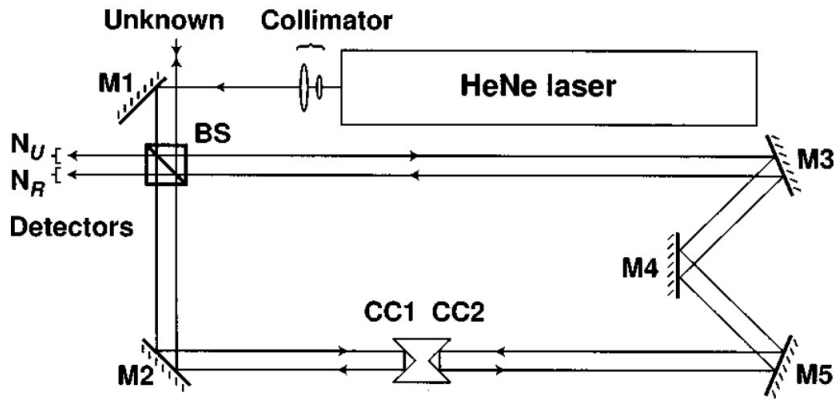 Unknown
Collimator
M1
HeNe laser
BS
N_U
N_R
M3
Detectors
M4
CC1 CC2
M2
M5